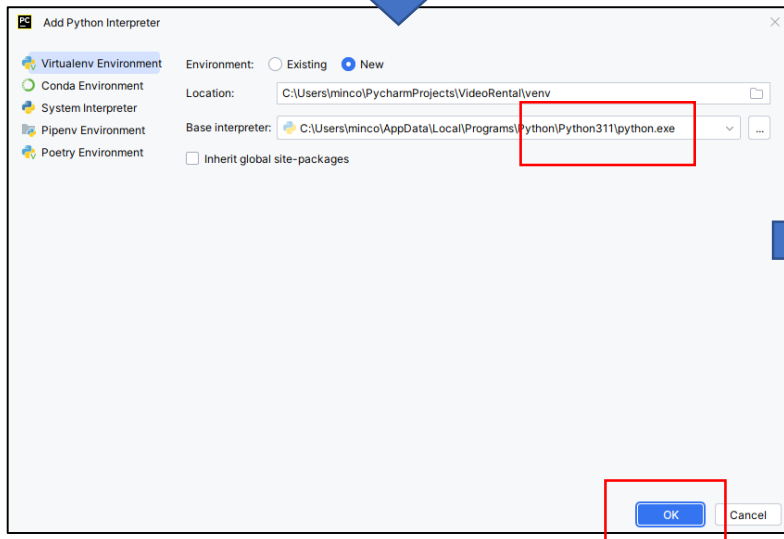 PC Add Python Interpreter
Virtualenv Environment Environment: Existing New
Conda Environment Location: C:\Users\minco\PycharmProjects\VideoRental\venv
System Interpreter
Pipenv Environment Base interpreter: C:\Users\minco\AppData\Local\Programs\Python\Python311\python.exe ...
Poetry Environment Inherit global site-packages
OK Cancel